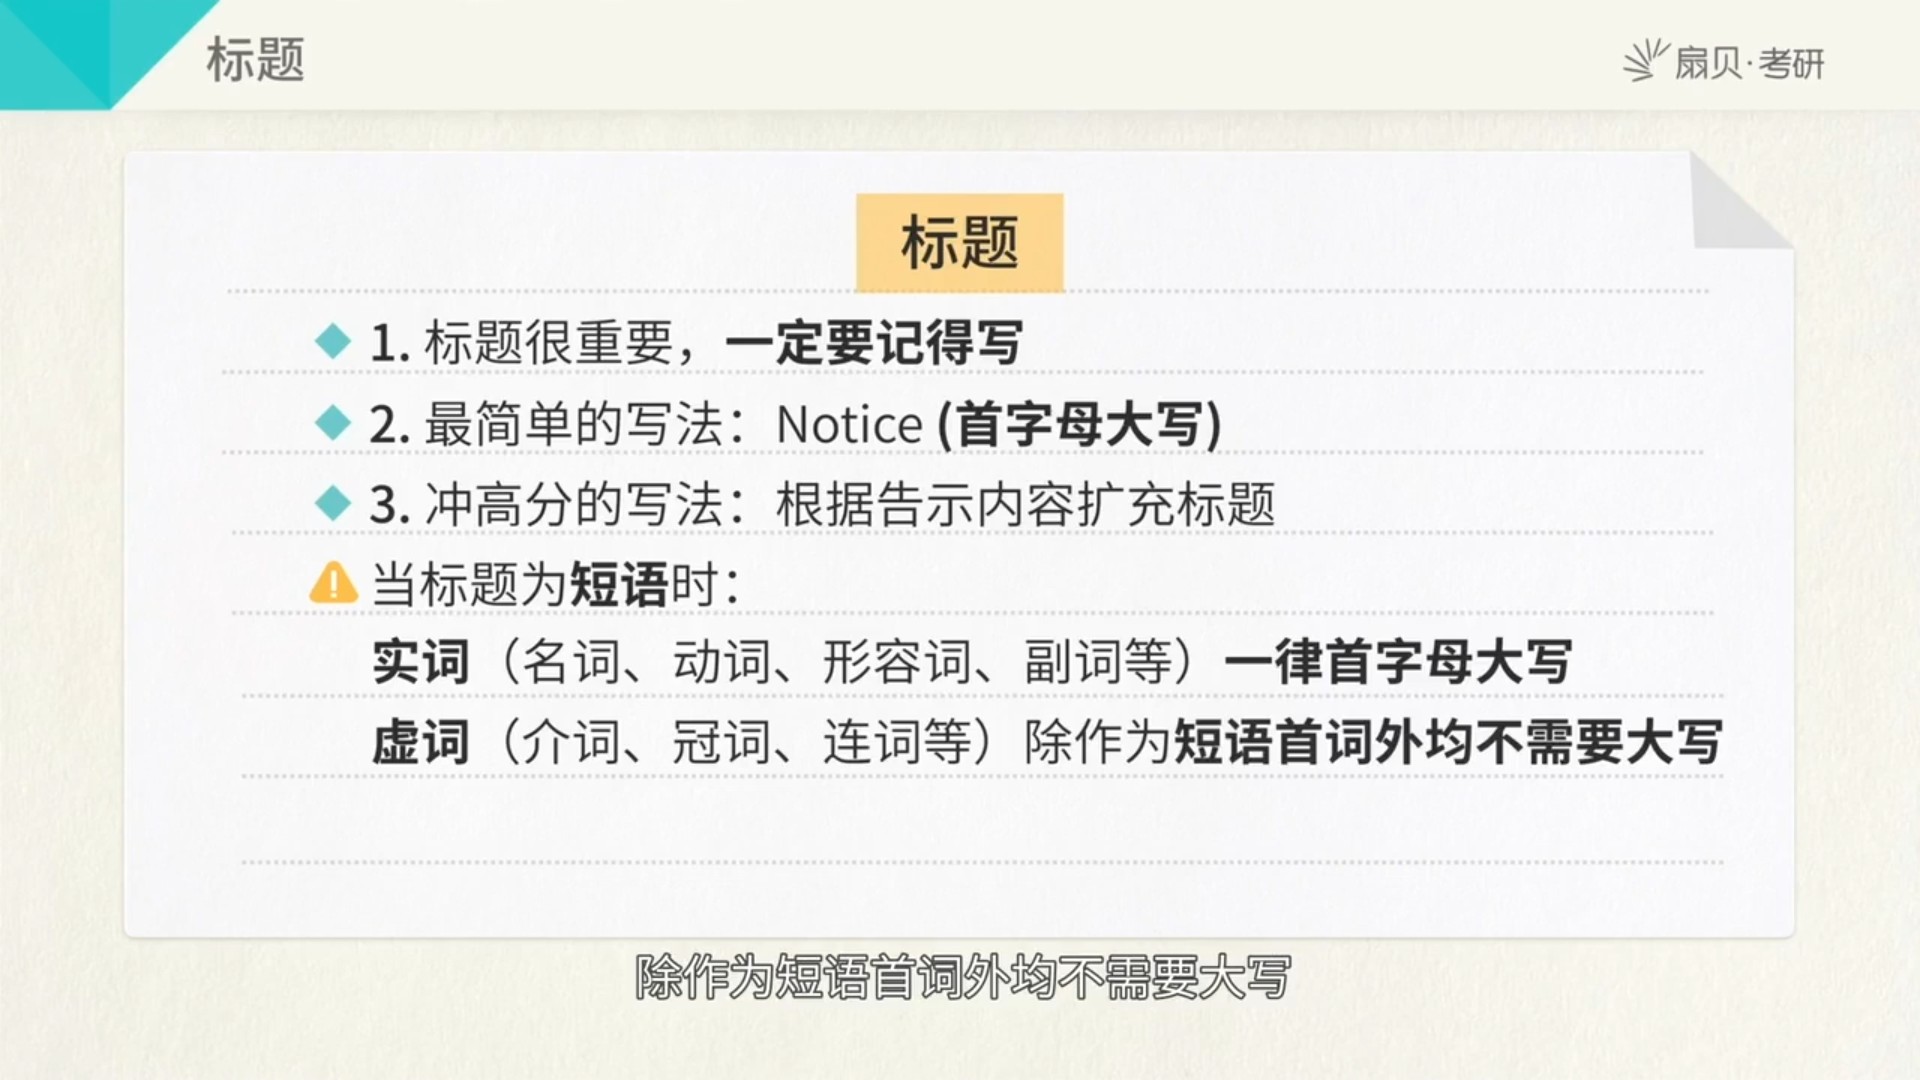 标题
扇贝·考研
标题
1. 标题很重要，一定要记得写
2. 最简单的写法：Notice (首字母大写)
3. 冲高分的写法：根据告示内容扩充标题
当标题为短语时：
实词（名词、动词、形容词、副词等）一律首字母大写
虚词（介词、冠词、连词等）除作为短语首词外均不需要大写
除作为短语首词外均不需要大写